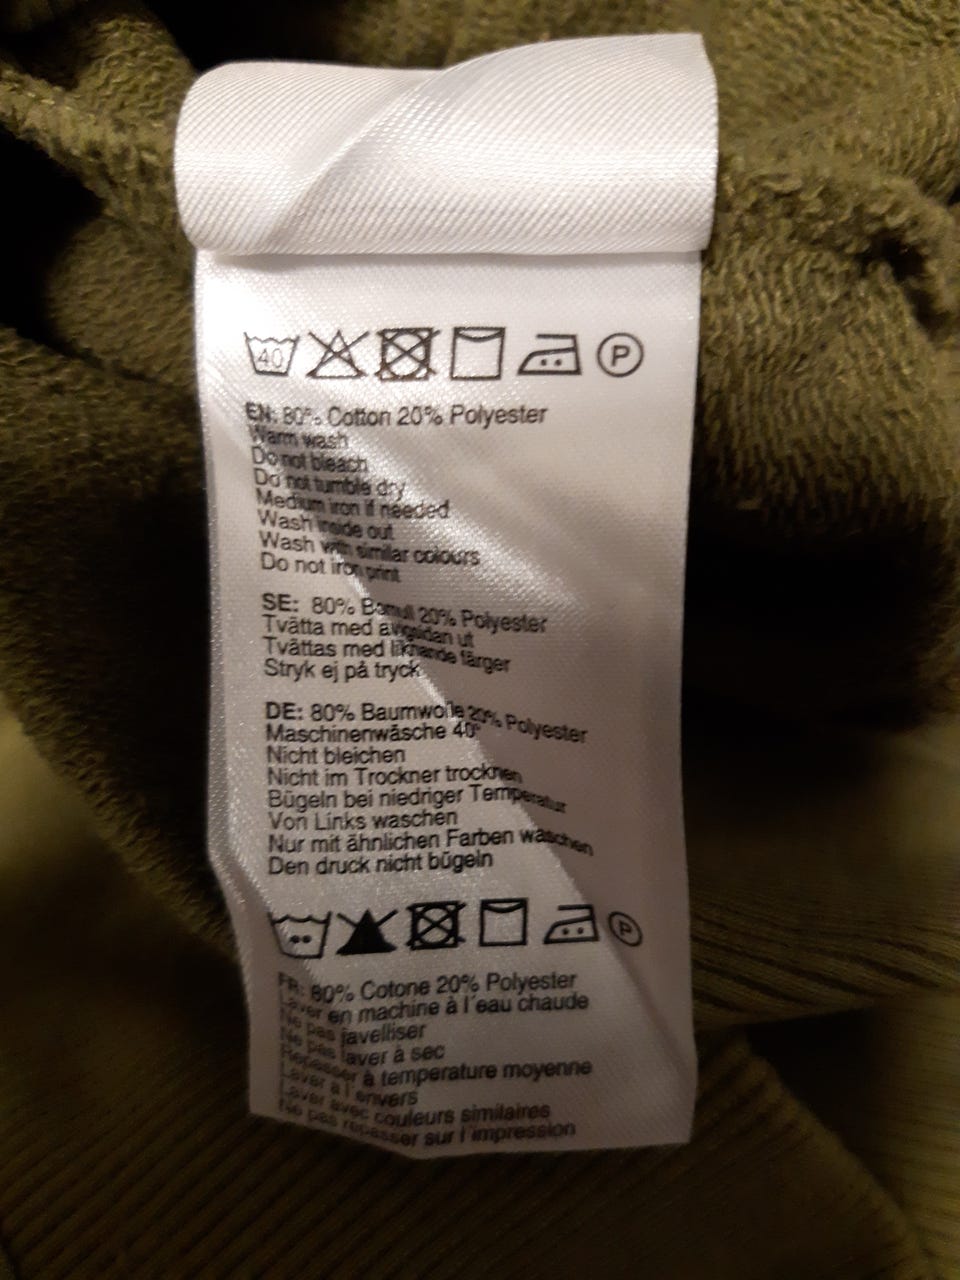 40 P
EN: 80% Cotton 20% Polyester
Warm wash
Do not bleach
Do not tumble dry
Medium iron if needed
Wash inside out
Wash with similar colours
Do not iron print
SE: 80% Bomull 20% Polyester
Tvätta med avigsidan ut
Tvättas med liknande färger
Stryk ej på tryck
DE: 80% Baumwolle 20% Polyester
Maschinenwäsche 40°
Nicht bleichen
Nicht im Trockner trocknen
Bügeln bei niedriger Temperatur
Von Links waschen
Nur mit ähnlichen Farben waschen
Den druck nicht bügeln
P
FR: 80% Cotone 20% Polyester
Laver en machine à l'eau chaude
Ne pas javelliser
Ne pas laver à sec
Repasser à température moyenne
Laver a l'envers
Laver avec couleurs similaires
Ne pas repasser sur l'impression